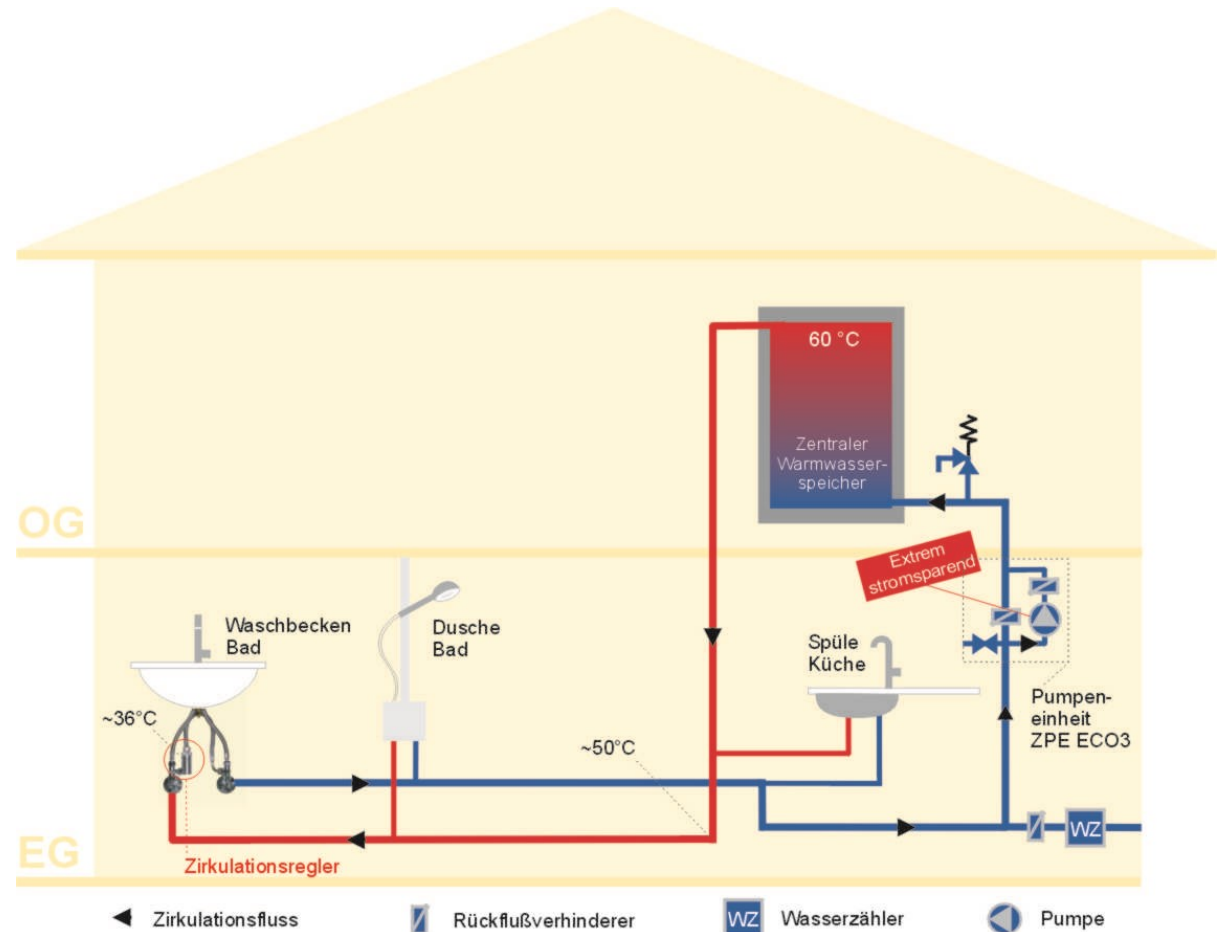 60 °C
Zentraler
Warmwasser-
speicher
OG
Extrem
stromsparend
Waschbecken
Bad
Dusche
Bad
Spüle
Küche
~36°C
~50°C
Pumpen-
einheit
ZPE ECO3
WZ
EG
Zirkulationsregler
Zirkulationsfluss
Rückflußverhinderer
WZ
Wasserzähler
Pumpe